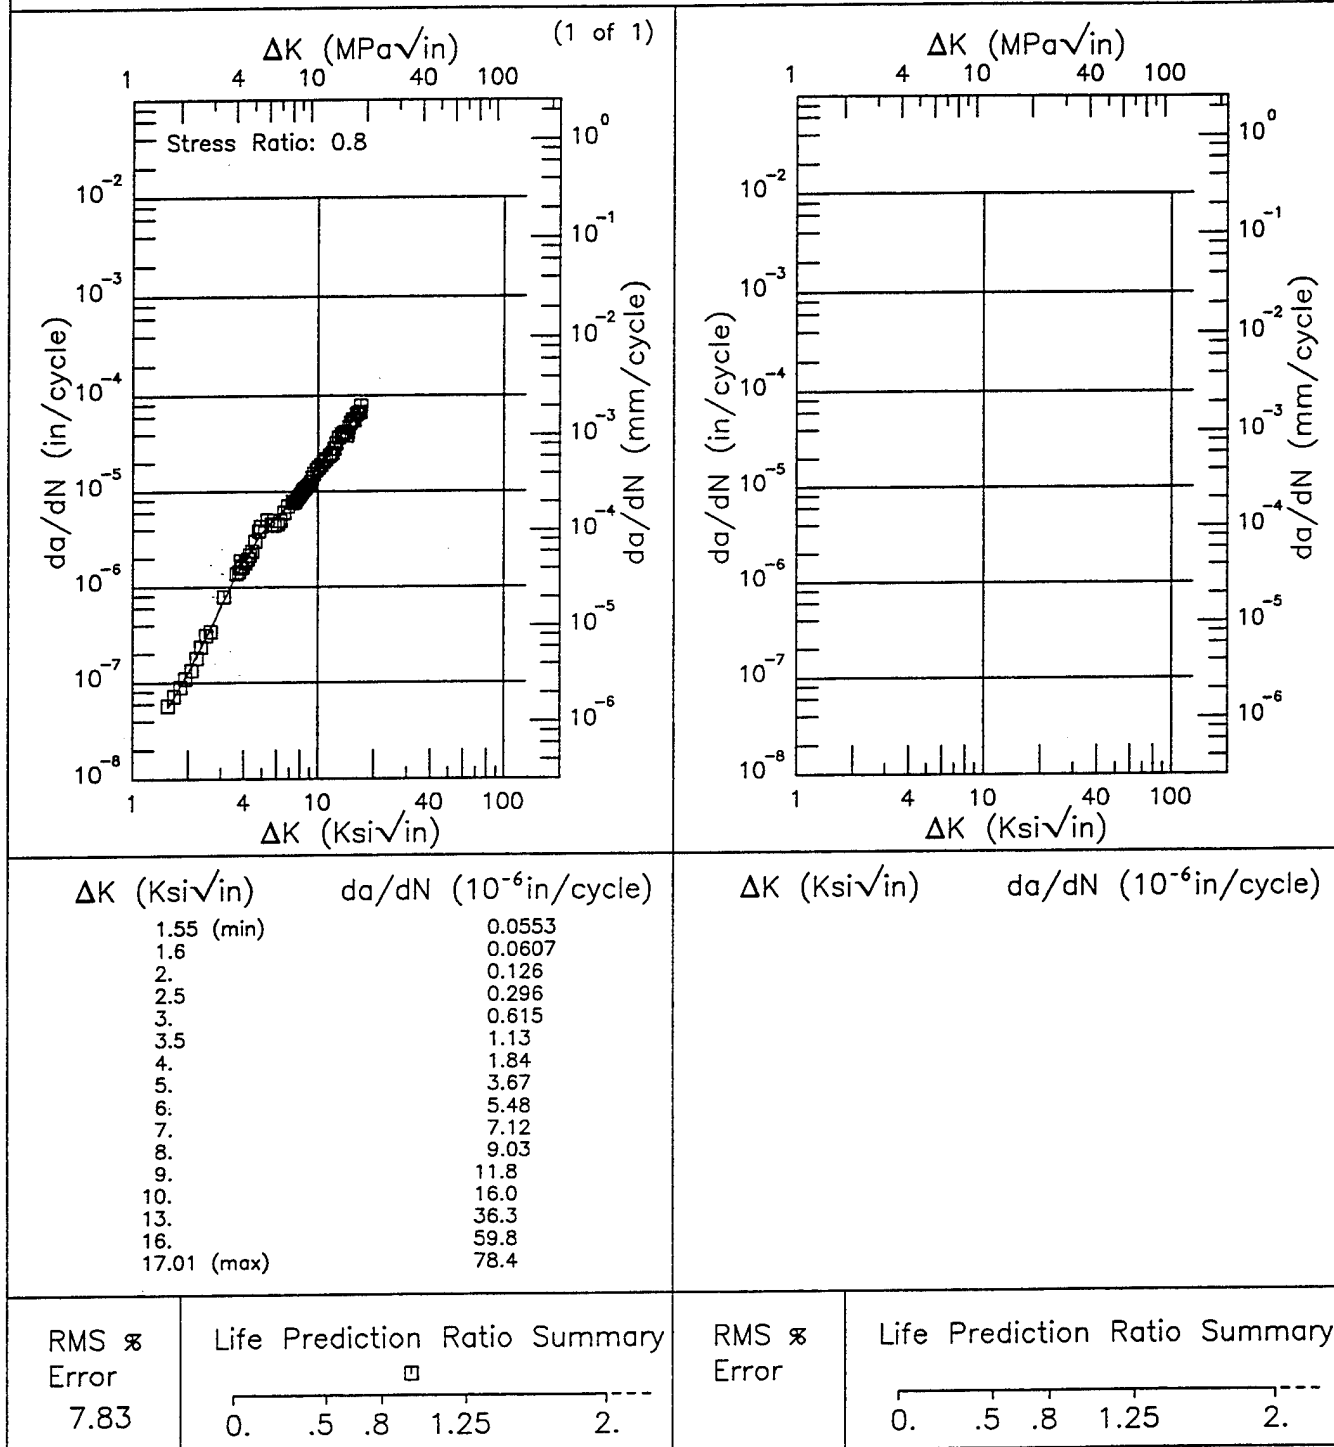 (1 of 1)
ΔK (MPa√in)
1 4 10 40 100
Stress Ratio: 0.8
da/dN (in/cycle)
10⁻²
10⁻³
10⁻⁴
10⁻⁵
10⁻⁶
10⁻⁷
10⁻⁸
10⁰
10⁻¹
10⁻²
10⁻³
10⁻⁴
10⁻⁵
10⁻⁶
da/dN (mm/cycle)
1 4 10 40 100
ΔK (Ksi√in)
ΔK (MPa√in)
1 4 10 40 100
da/dN (in/cycle)
10⁻²
10⁻³
10⁻⁴
10⁻⁵
10⁻⁶
10⁻⁷
10⁻⁸
10⁰
10⁻¹
10⁻²
10⁻³
10⁻⁴
10⁻⁵
10⁻⁶
da/dN (mm/cycle)
1 4 10 40 100
ΔK (Ksi√in)
ΔK (Ksi√in) da/dN (10⁻⁶in/cycle)
1.55 (min) 0.0553
1.6 0.0607
2. 0.126
2.5 0.296
3. 0.615
3.5 1.13
4. 1.84
5. 3.67
6. 5.48
7. 7.12
8. 9.03
9. 11.8
10. 16.0
13. 36.3
16. 59.8
17.01 (max) 78.4
ΔK (Ksi√in) da/dN (10⁻⁶in/cycle)
RMS %
Error
7.83
Life Prediction Ratio Summary
0. .5 .8 1.25 2.
RMS %
Error
Life Prediction Ratio Summary
0. .5 .8 1.25 2.